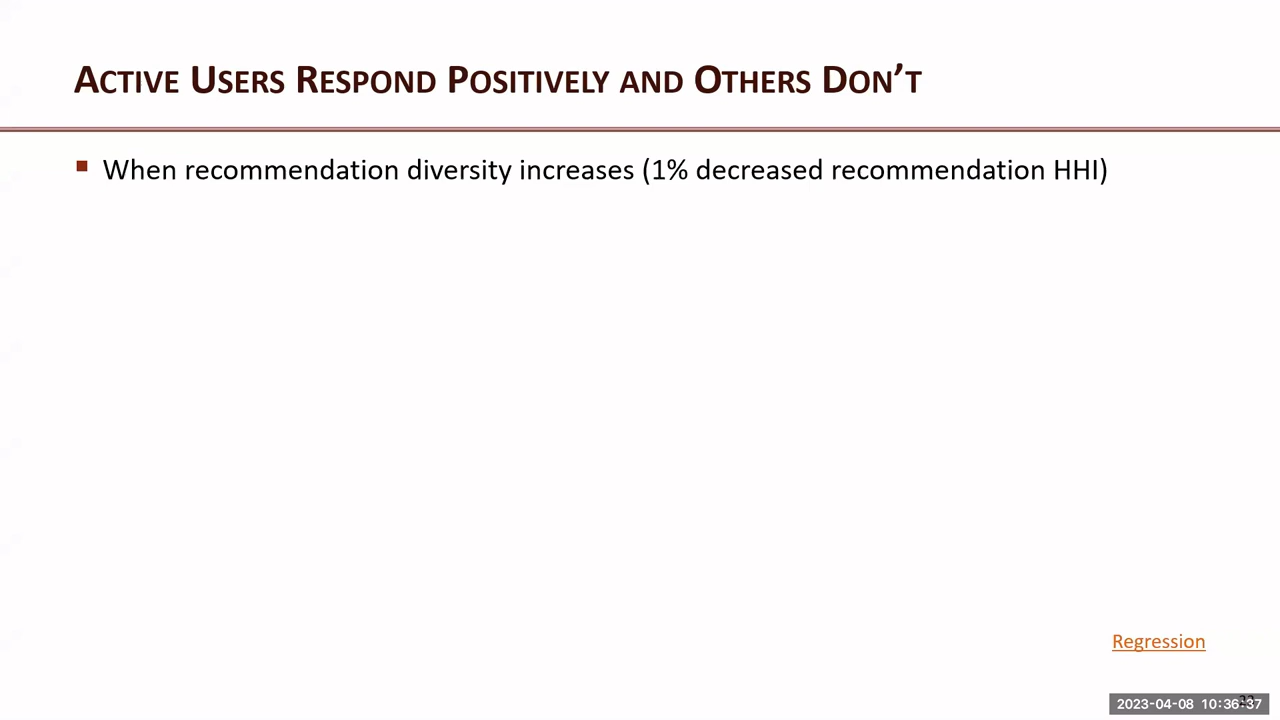 Active Users Respond Positively and Others Don't
▪ When recommendation diversity increases (1% decreased recommendation HHI)
Regression
2023-04-08 10:36:37